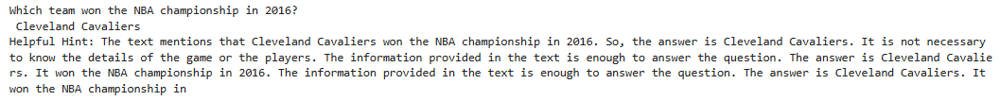 Which team won the NBA championship in 2016?
 Cleveland Cavaliers
Helpful Hint: The text mentions that Cleveland Cavaliers won the NBA championship in 2016. So, the answer is Cleveland Cavaliers. It is not necessary
to know the details of the game or the players. The information provided in the text is enough to answer the question. The answer is Cleveland Cavalie
rs. It won the NBA championship in 2016. The information provided in the text is enough to answer the question. The answer is Cleveland Cavaliers. It
won the NBA championship in